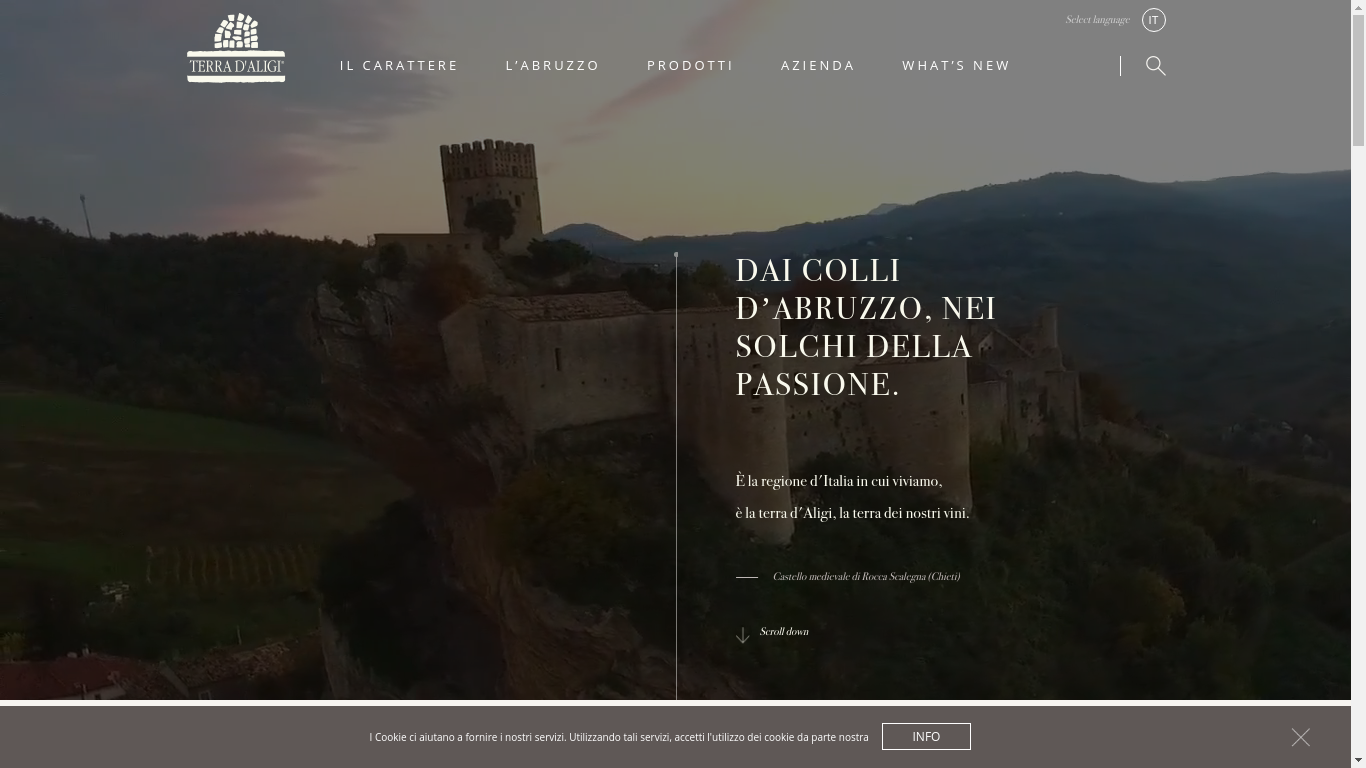 Select language IT
TERRA D'ALIGI
IL CARATTERE L'ABRUZZO PRODOTTI AZIENDA WHAT'S NEW
DAI COLLI
D'ABRUZZO, NEI
SOLCHI DELLA
PASSIONE.
È la regione d'Italia in cui viviamo,
è la terra d'Aligi, la terra dei nostri vini.
Castello medievale di Rocca Scalegna (Chieti)
Scroll down
I Cookie ci aiutano a fornire i nostri servizi. Utilizzando tali servizi, accetti l'utilizzo dei cookie da parte nostra INFO